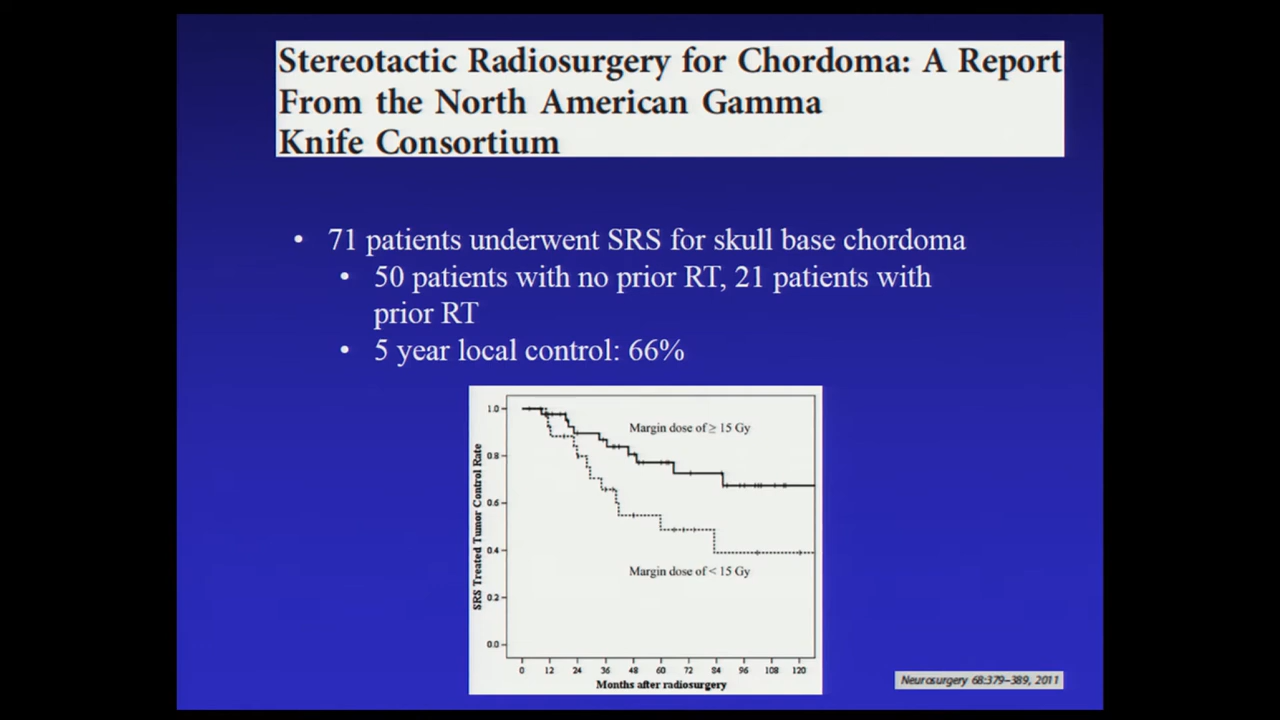 Stereotactic Radiosurgery for Chordoma: A Report
From the North American Gamma
Knife Consortium
• 71 patients underwent SRS for skull base chordoma
• 50 patients with no prior RT, 21 patients with
prior RT
• 5 year local control: 66%
SRS Treated Tumor Control Rate
1.0
0.8
0.6
0.4
0.2
0.0
Margin dose of ≥ 15 Gy
Margin dose of < 15 Gy
0 12 24 36 48 60 72 84 96 108 120
Months after radiosurgery
Neurosurgery 68:379–389, 2011